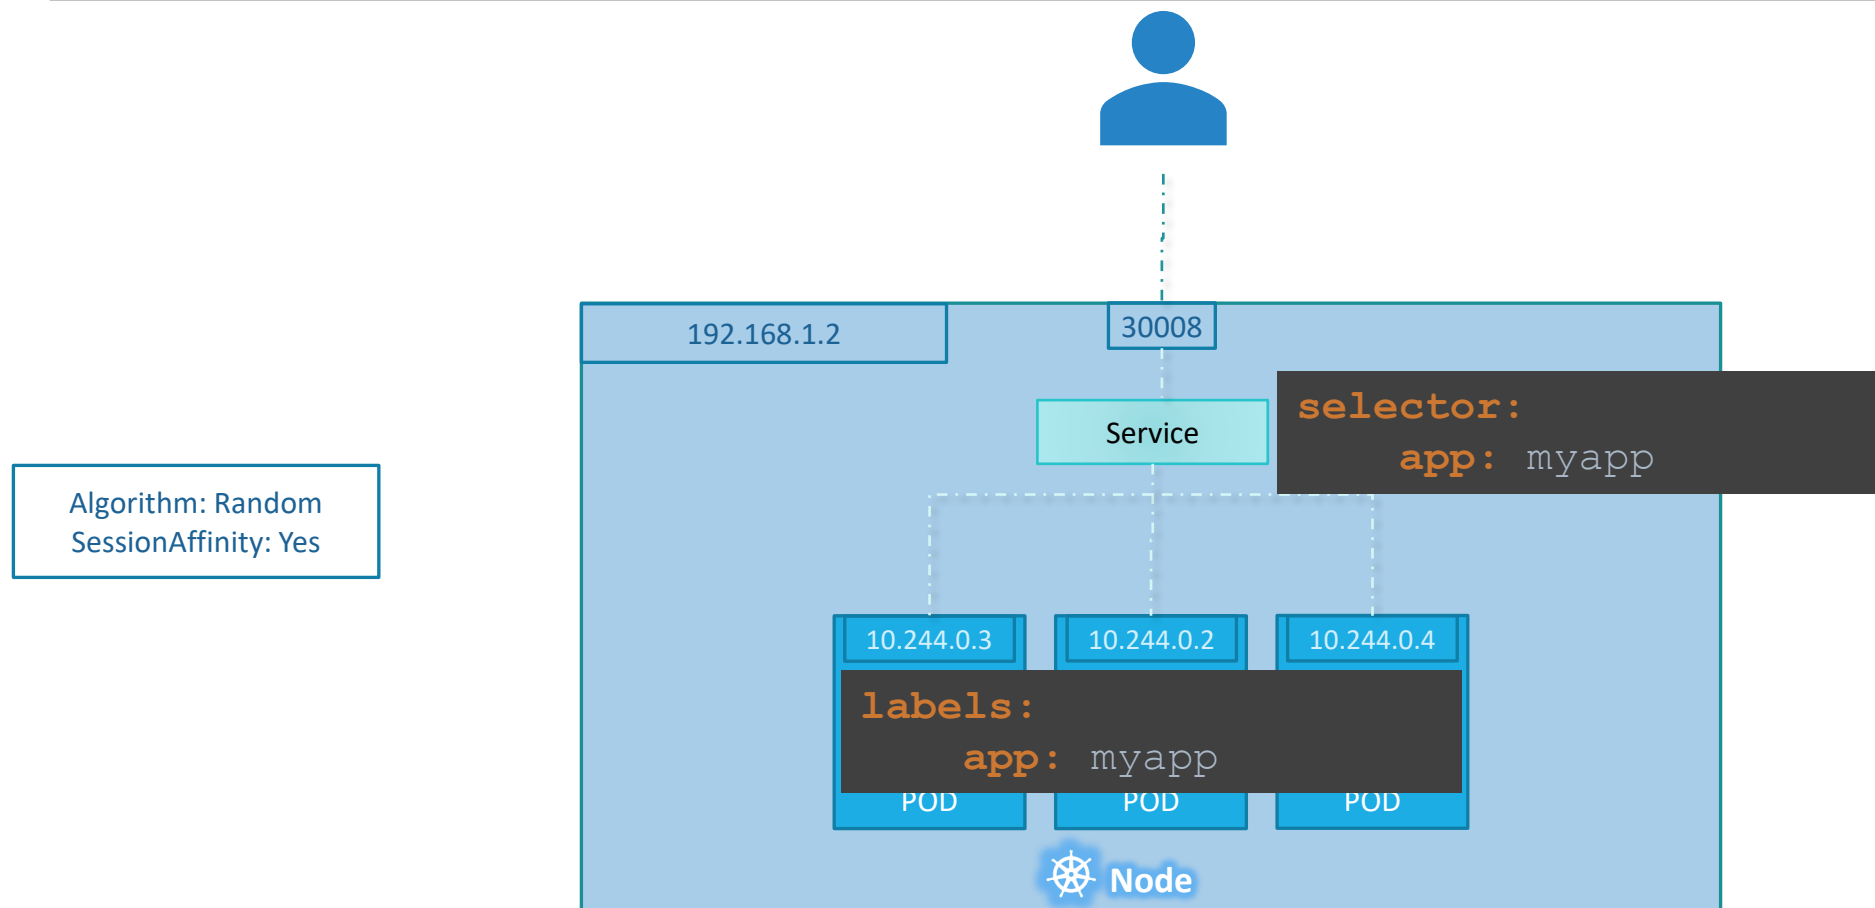 192.168.1.2
30008
selector:
app: myapp
Service
Algorithm: Random
SessionAffinity: Yes
10.244.0.3
10.244.0.2
10.244.0.4
labels:
app: myapp
POD
POD
POD
Node